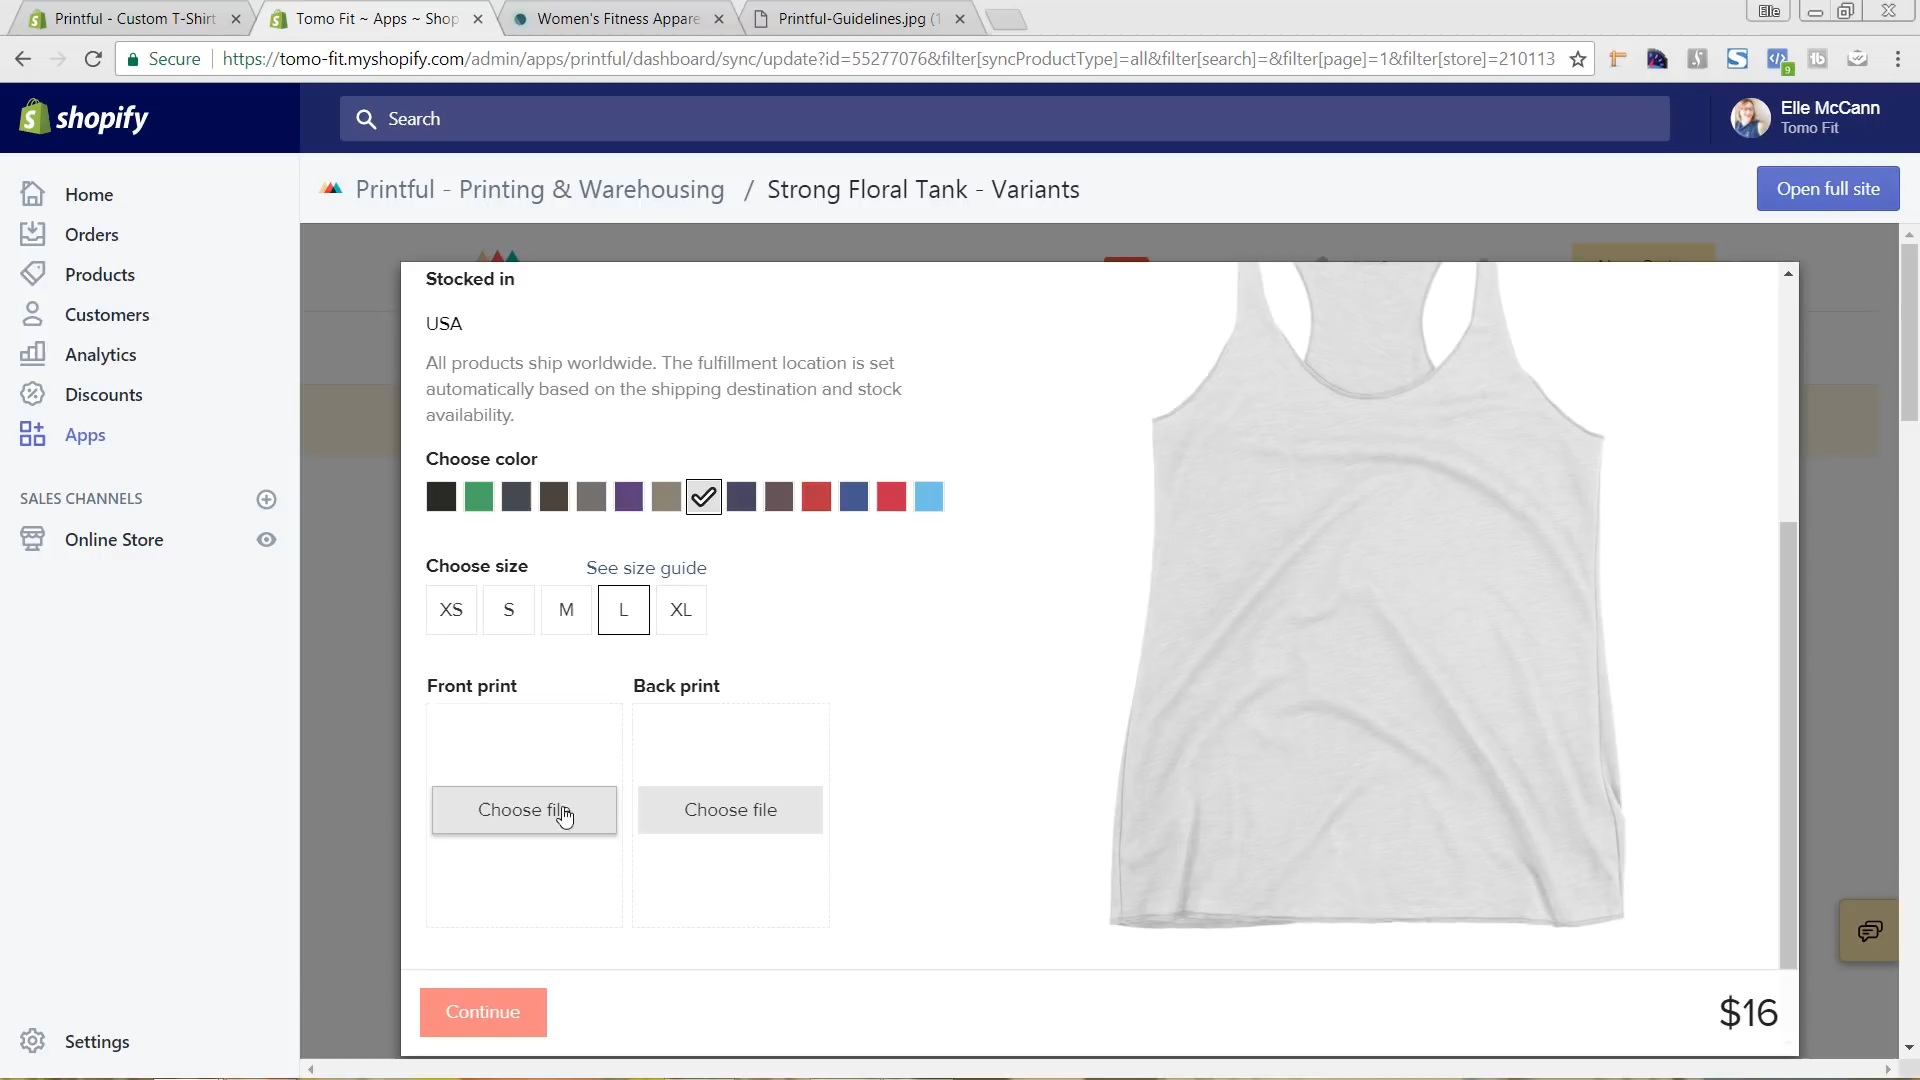 Printful - Custom T-Shirt
Tomo Fit ~ Apps ~ Shop
Women's Fitness Appare
Printful-Guidelines.jpg (1
Elle
Secure
https://tomo-fit.myshopify.com/admin/apps/printful/dashboard/sync/update?id=55277076&filter[syncProductType]=all&filter[search]=&filter[page]=1&filter[store]=210113
9
shopify
Search
Elle McCann
Tomo Fit
Printful - Printing & Warehousing / Strong Floral Tank - Variants
Open full site
Home
Orders
Products
Customers
Analytics
Discounts
Apps
SALES CHANNELS
Online Store
Settings
Stocked in
USA
All products ship worldwide. The fulfillment location is set
automatically based on the shipping destination and stock
availability.
Choose color
Choose size
See size guide
XS S M L XL
Front print
Back print
Choose file
Choose file
Continue
$16